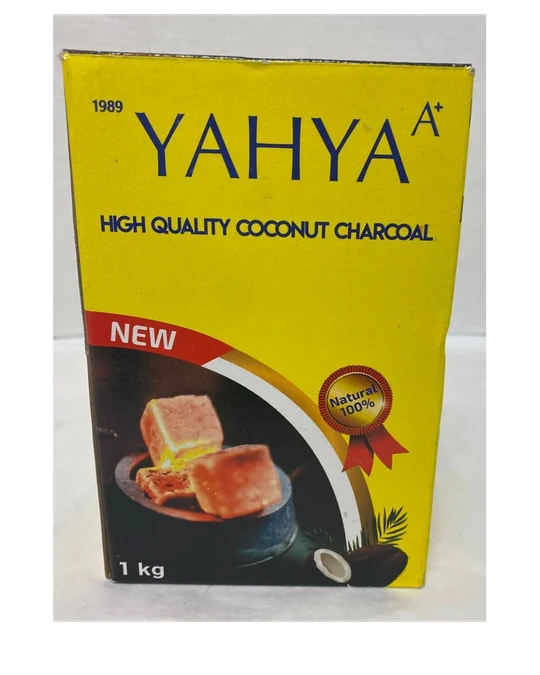 1989
YAHYA A+
HIGH QUALITY COCONUT CHARCOAL
NEW
Natural
100%
1 kg